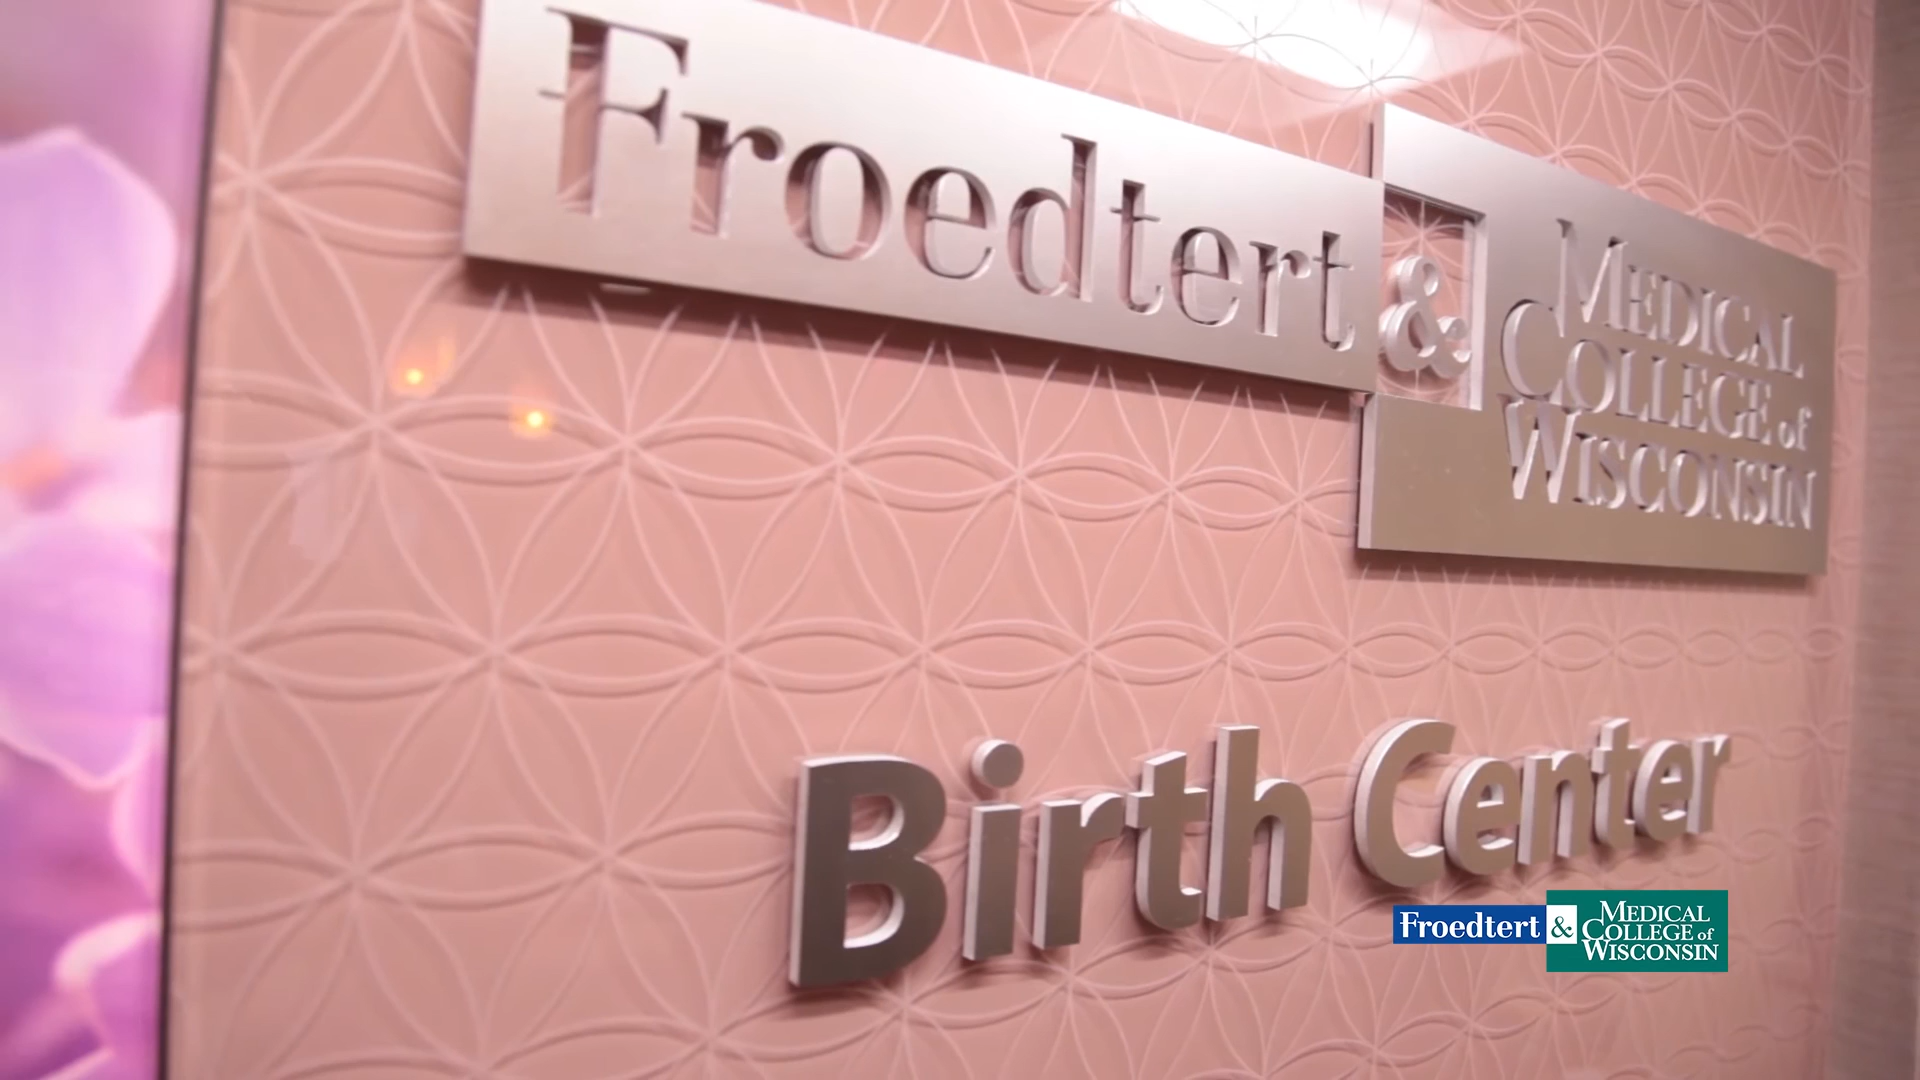 Froedtert & MEDICAL
COLLEGE of
WISCONSIN
Birth Center
Froedtert & MEDICAL
COLLEGE of
WISCONSIN